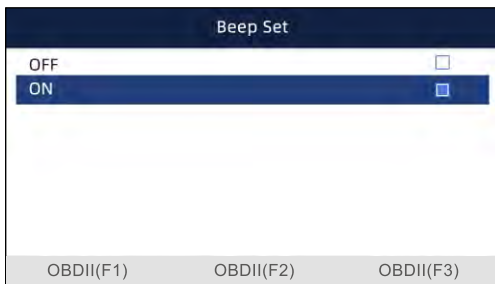 Beep Set
OFF
ON
OBDII(F1) OBDII(F2) OBDII(F3)